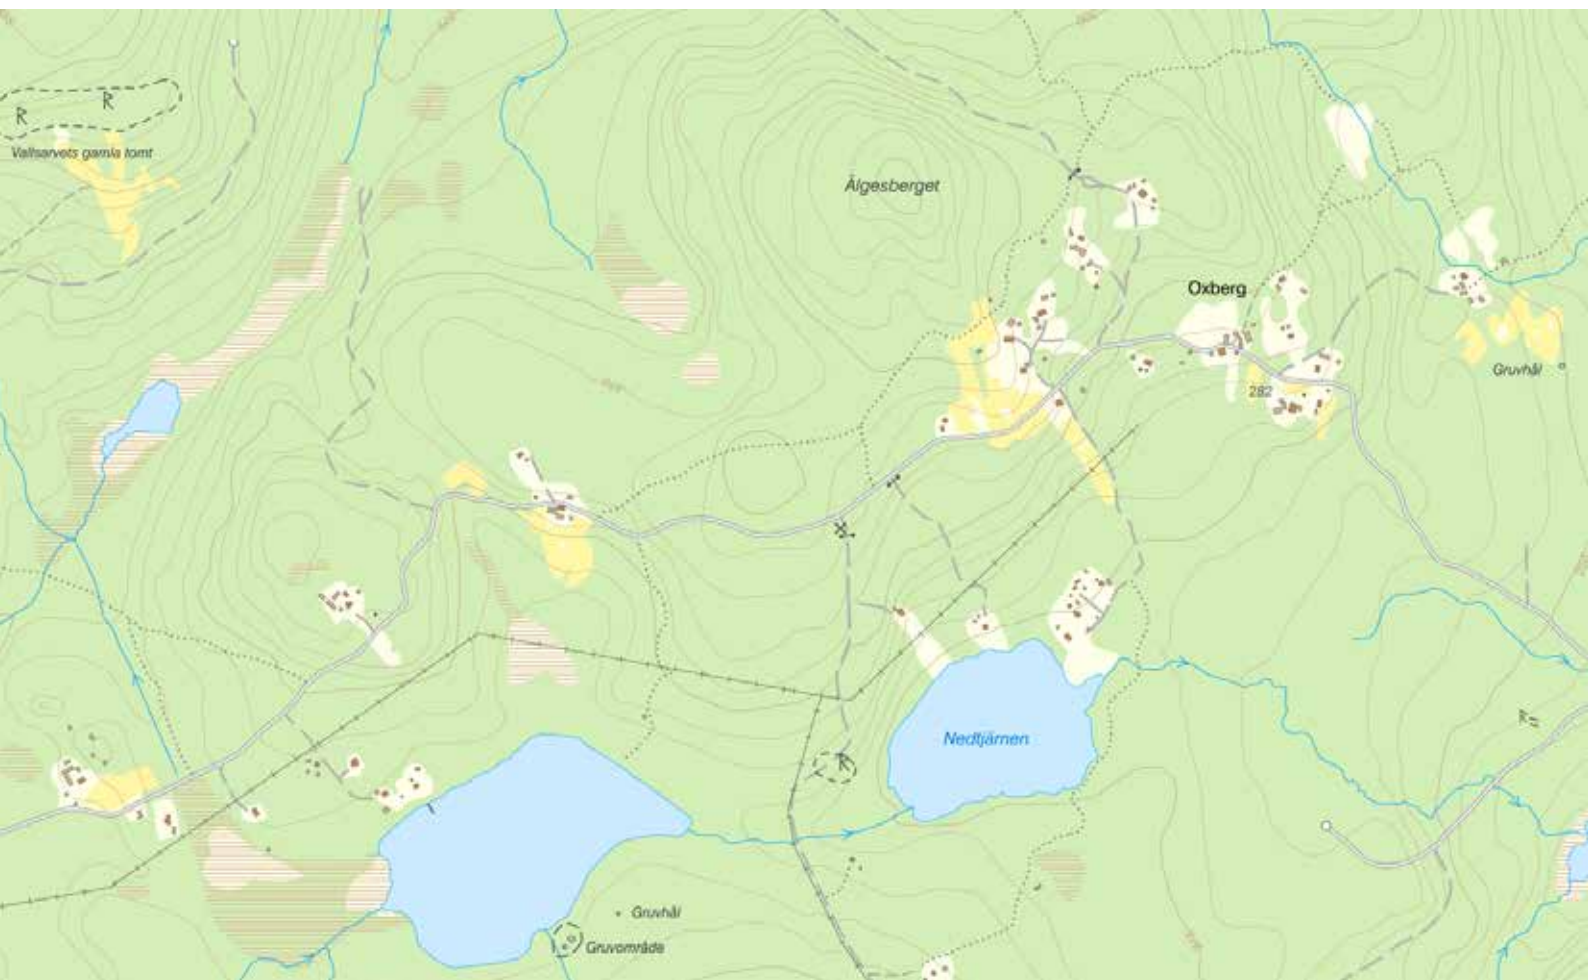 Vallsarvets gamla tomt
Älgesberget
Oxberg
Gruvhål
282
Nedtjärnen
Gruvhål
Gruvområde